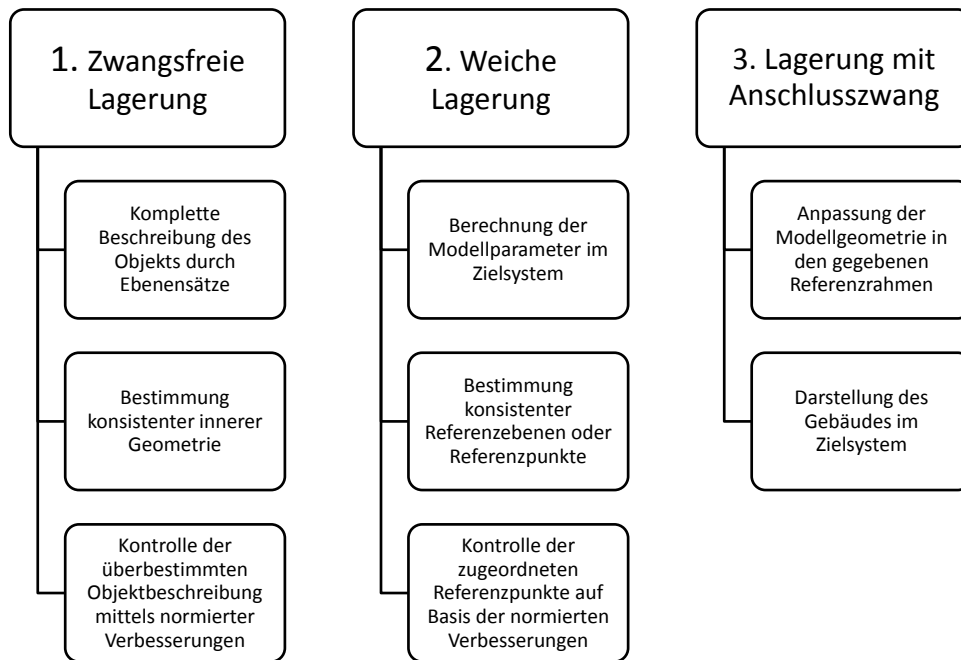 1. Zwangsfreie
Lagerung
Komplette
Beschreibung des
Objekts durch
Ebenensätze
Bestimmung
konsistenter innerer
Geometrie
Kontrolle der
überbestimmten
Objektbeschreibung
mittels normierter
Verbesserungen
2. Weiche
Lagerung
Berechnung der
Modellparameter im
Zielsystem
Bestimmung
konsistenter
Referenzebenen oder
Referenzpunkte
Kontrolle der
zugeordneten
Referenzpunkte auf
Basis der normierten
Verbesserungen
3. Lagerung mit
Anschlusszwang
Anpassung der
Modellgeometrie in
den gegebenen
Referenzrahmen
Darstellung des
Gebäudes im
Zielsystem